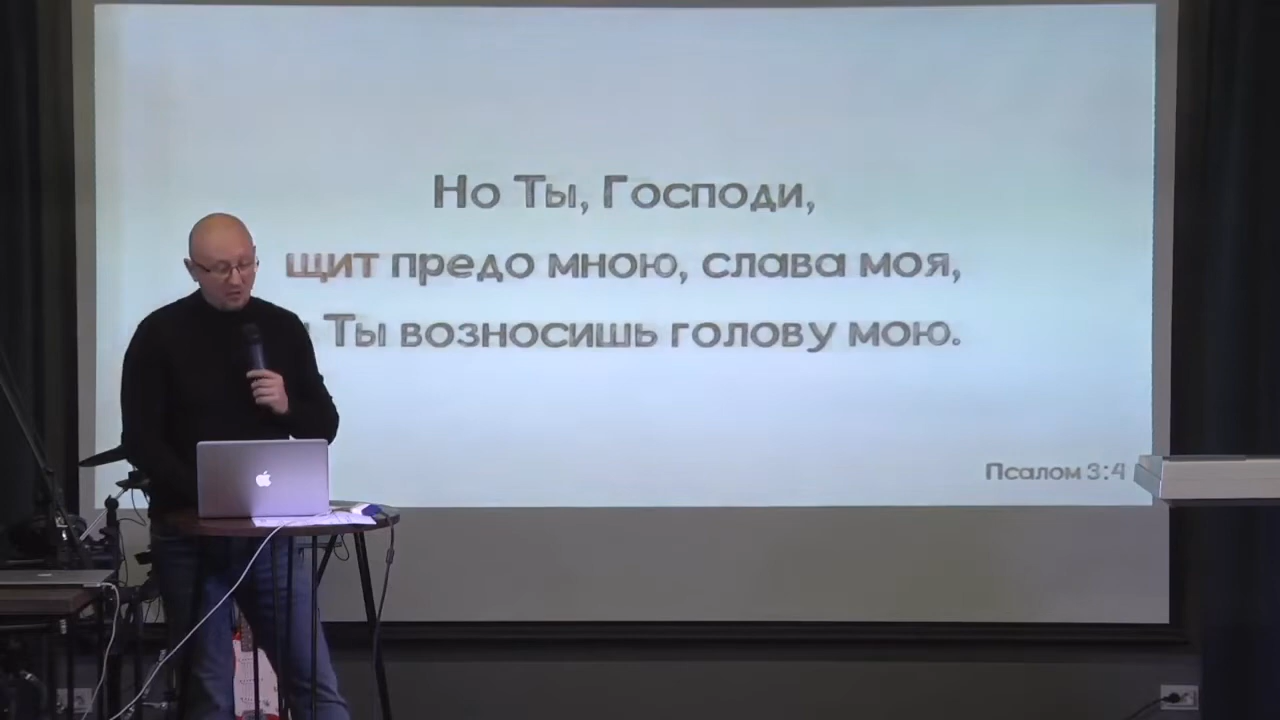 Но Ты, Господи,
щит предо мною, слава моя,
Ты возносишь голову мою.
Псалом 3:4